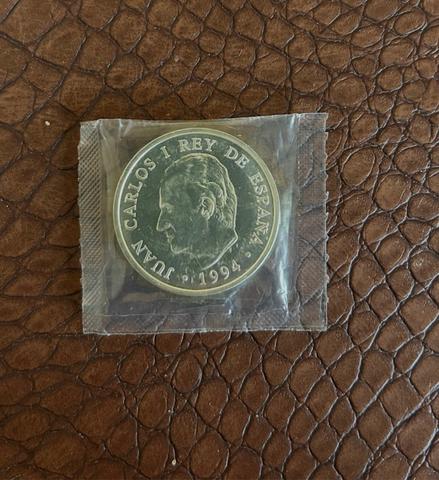 JUAN CARLOS I REY DE ESPAÑA
• 1994 •